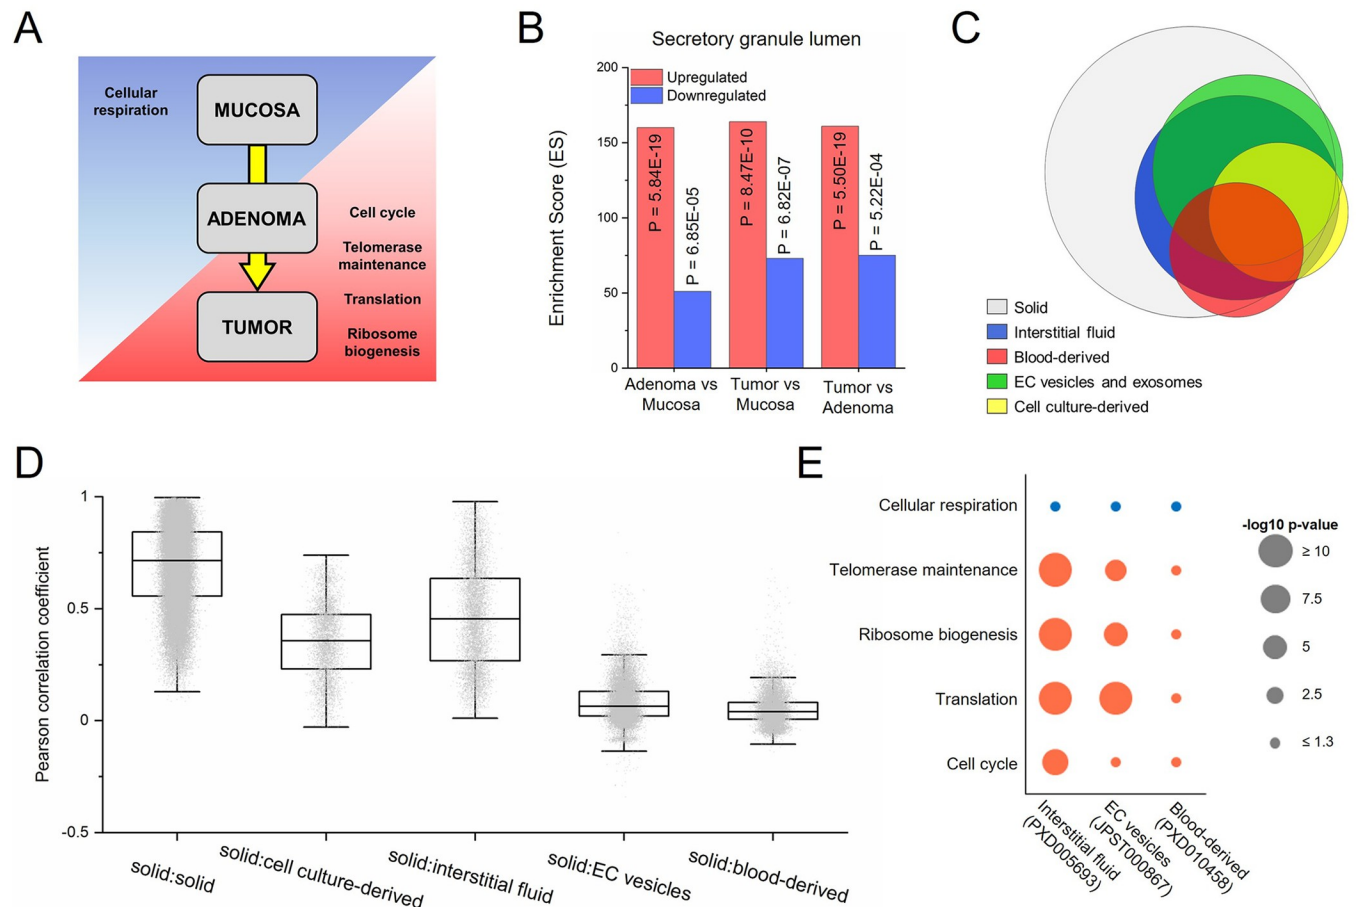 A
Cellular
respiration
MUCOSA
ADENOMA
TUMOR
Cell cycle
Telomerase
maintenance
Translation
Ribosome
biogenesis
B
Secretory granule lumen
Enrichment Score (ES)
200
150
100
50
0
Upregulated
Downregulated
P = 5.84E-19
P = 6.85E-05
P = 8.47E-10
P = 6.82E-07
P = 5.50E-19
P = 5.22E-04
Adenoma vs
Mucosa
Tumor vs
Mucosa
Tumor vs
Adenoma
C
Solid
Interstitial fluid
Blood-derived
EC vesicles and exosomes
Cell culture-derived
D
Pearson correlation coefficient
1
0.5
0
-0.5
solid:solid
solid:cell culture-derived
solid:interstitial fluid
solid:EC vesicles
solid:blood-derived
E
Cellular respiration
Telomerase maintenance
Ribosome biogenesis
Translation
Cell cycle
Interstitial fluid
(PXD005693)
EC vesicles
(JPST000867)
Blood-derived
(PXD010458)
-log10 p-value
≥ 10
7.5
5
2.5
≤ 1.3